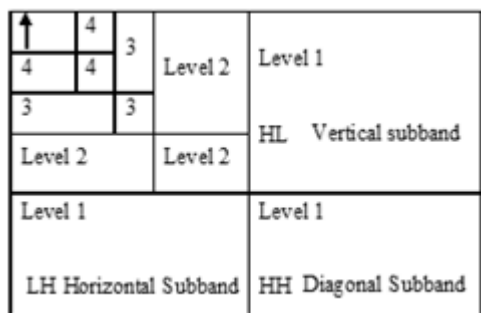 4
3
4 4
Level 2
Level 1
3 3
HL Vertical subband
Level 2 Level 2
Level 1 Level 1
LH Horizontal Subband HH Diagonal Subband